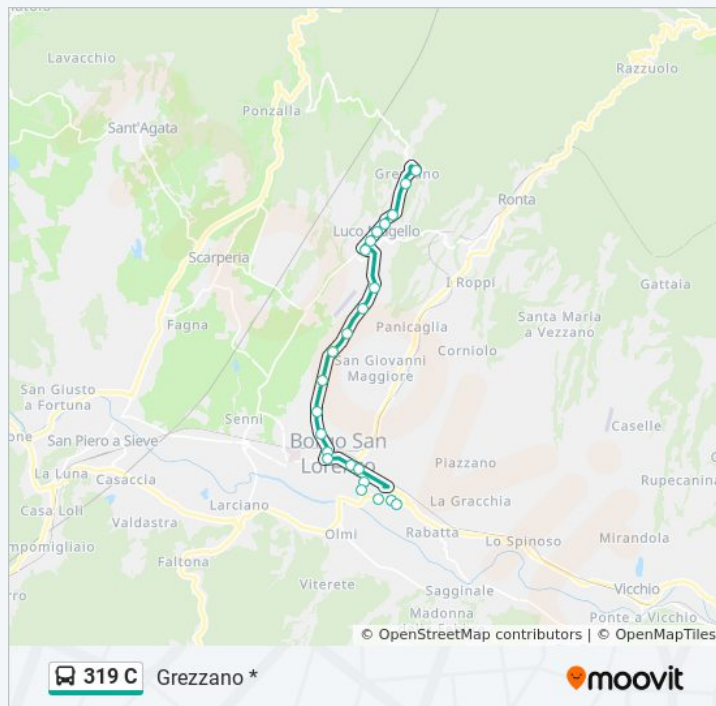 Lavacchio
Razzuolo
Ponzalla
Sant'Agata
Grezzano
Ronta
Luco Mugello
Scarperia
I Roppi
Gattaia
Santa Maria
a Vezzano
Fagna
Panicaglia
Corniolo
San Giovanni
Maggiore
San Giusto
a Fortuna
Senni
Caselle
Borgo San
Lorenzo
San Piero a Sieve
Piazzano
Rupecanina
La Luna
Casaccia
La Gracchia
Casa Loli
Larciano
Valdastra
Rabatta
Mirandola
Olmi
Lo Spinoso
Faltona
Vicchio
Viterete
Sagginale
Madonna
Ponte a Vicchio
© OpenStreetMap contributors | © OpenMapTiles
319 C
Grezzano *
moovit